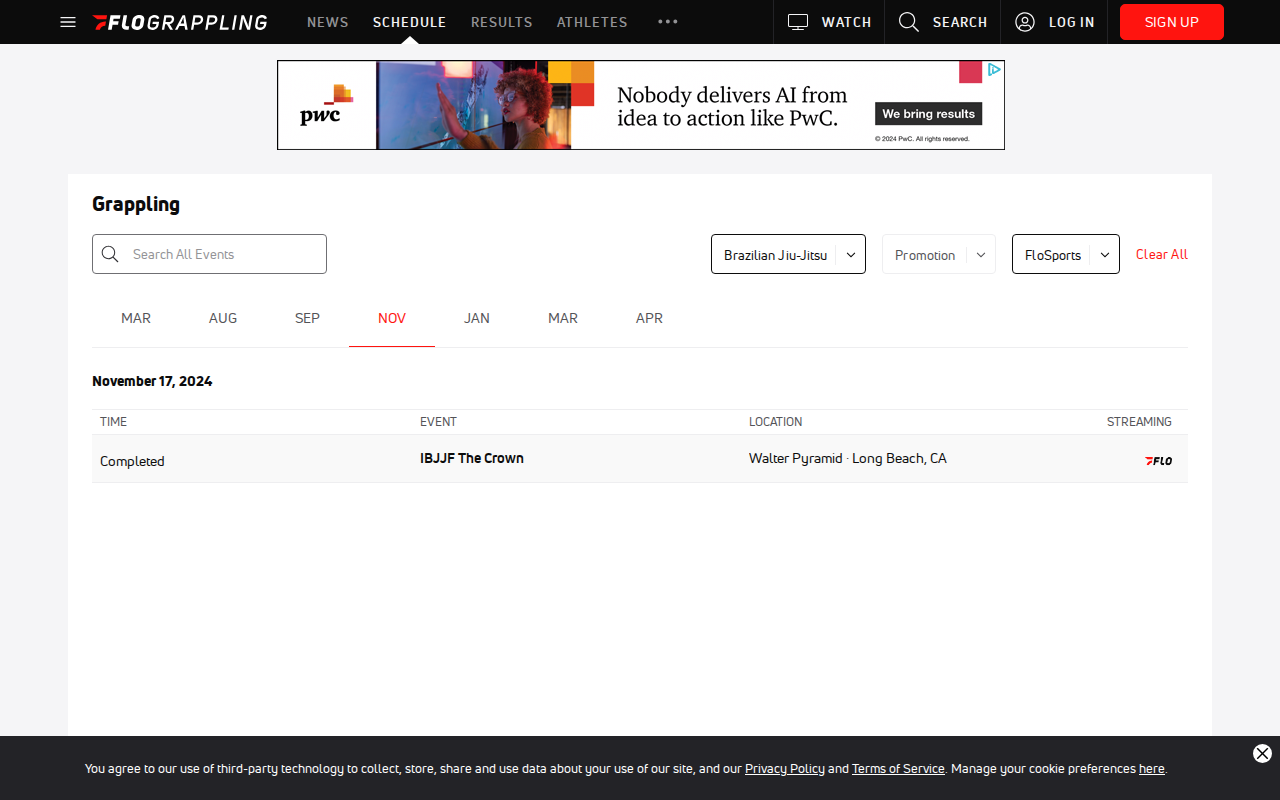 FLOGRAPPLING NEWS SCHEDULE RESULTS ATHLETES WATCH SEARCH LOG IN SIGN UP
pwc
Nobody delivers AI from
idea to action like PwC.
We bring results
© 2024 PwC. All rights reserved.
Grappling
Search All Events Brazilian Jiu-Jitsu Promotion FloSports Clear All
MAR AUG SEP NOV JAN MAR APR
November 17, 2024
TIME EVENT LOCATION STREAMING
Completed IBJJF The Crown Walter Pyramid · Long Beach, CA FLO
You agree to our use of third-party technology to collect, store, share and use data about your use of our site, and our Privacy Policy and Terms of Service. Manage your cookie preferences here.